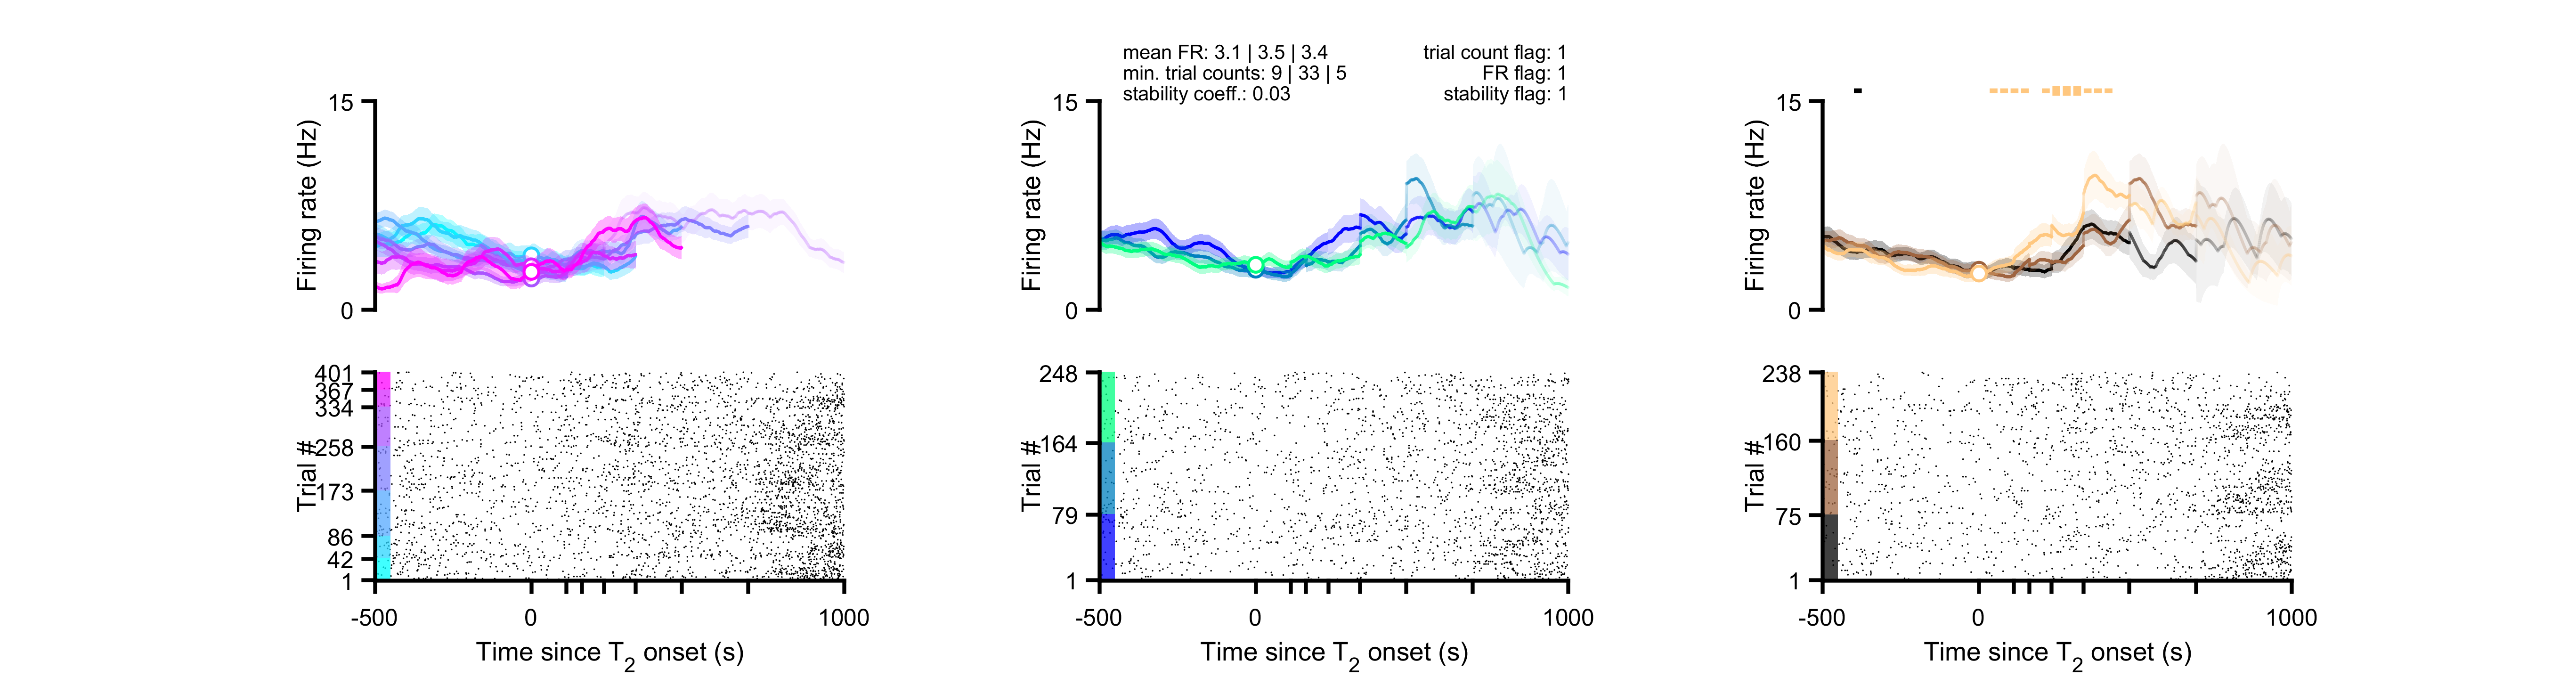 mean FR: 3.1 | 3.5 | 3.4
min. trial counts: 9 | 33 | 5
stability coeff.: 0.03
trial count flag: 1
FR flag: 1
stability flag: 1
Firing rate (Hz)
15
0
Firing rate (Hz)
15
0
Firing rate (Hz)
15
0
Trial #
401
367
334
258
173
86
42
1
-500
0
1000
Time since T2 onset (s)
Trial #
248
164
79
1
-500
0
1000
Time since T2 onset (s)
Trial #
238
160
75
1
-500
0
1000
Time since T2 onset (s)